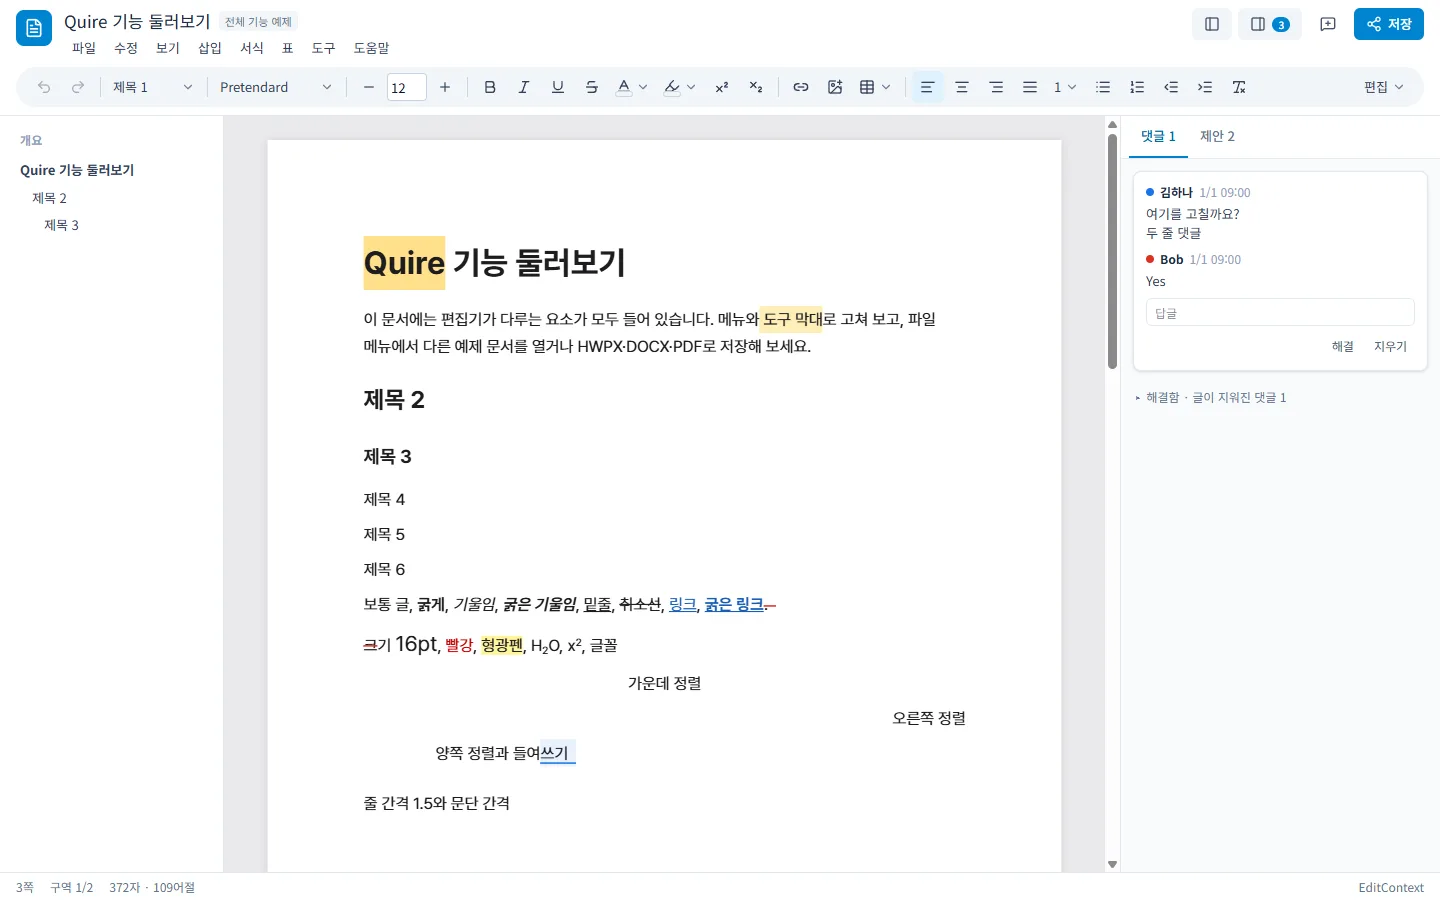 Quire 기능 둘러보기 전체 기능 예제
파일 수정 보기 삽입 서식 표 도구 도움말
3 저장
제목 1 Pretendard 12 B I U S A x² x₂ 1 편집
개요
Quire 기능 둘러보기
제목 2
제목 3
Quire 기능 둘러보기
이 문서에는 편집기가 다루는 요소가 모두 들어 있습니다. 메뉴와 도구 막대로 고쳐 보고, 파일
메뉴에서 다른 예제 문서를 열거나 HWPX·DOCX·PDF로 저장해 보세요.
제목 2
제목 3
제목 4
제목 5
제목 6
보통 글, 굵게, 기울임, 굵은 기울임, 밑줄, 취소선, 링크, 굵은 링크.
크기 16pt, 빨강, 형광펜, H₂O, x², 글꼴
가운데 정렬
오른쪽 정렬
양쪽 정렬과 들여쓰기
줄 간격 1.5와 문단 간격
댓글 1 제안 2
김하나 1/1 09:00
여기를 고칠까요?
두 줄 댓글
Bob 1/1 09:00
Yes
답글
해결 지우기
해결함 · 글이 지워진 댓글 1
3쪽 구역 1/2 372자 · 109어절
EditContext